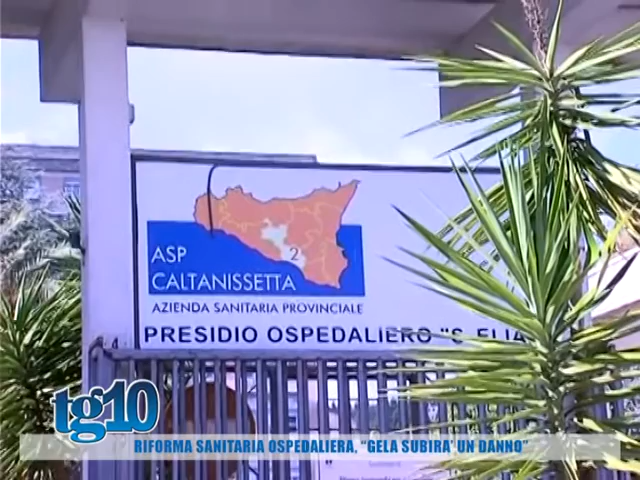 ASP
CALTANISSETTA
2
AZIENDA SANITARIA PROVINCIALE
PRESIDIO OSPEDALIERO "S. ELIA
tg10
RIFORMA SANITARIA OSPEDALIERA, "GELA SUBIRA' UN DANNO"